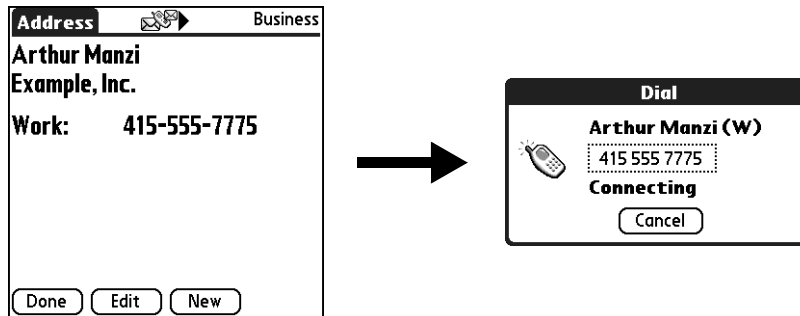 Address Business
Arthur Manzi
Example, Inc.
Work: 415-555-7775
Done Edit New
Dial
Arthur Manzi (W)
415 555 7775
Connecting
Cancel